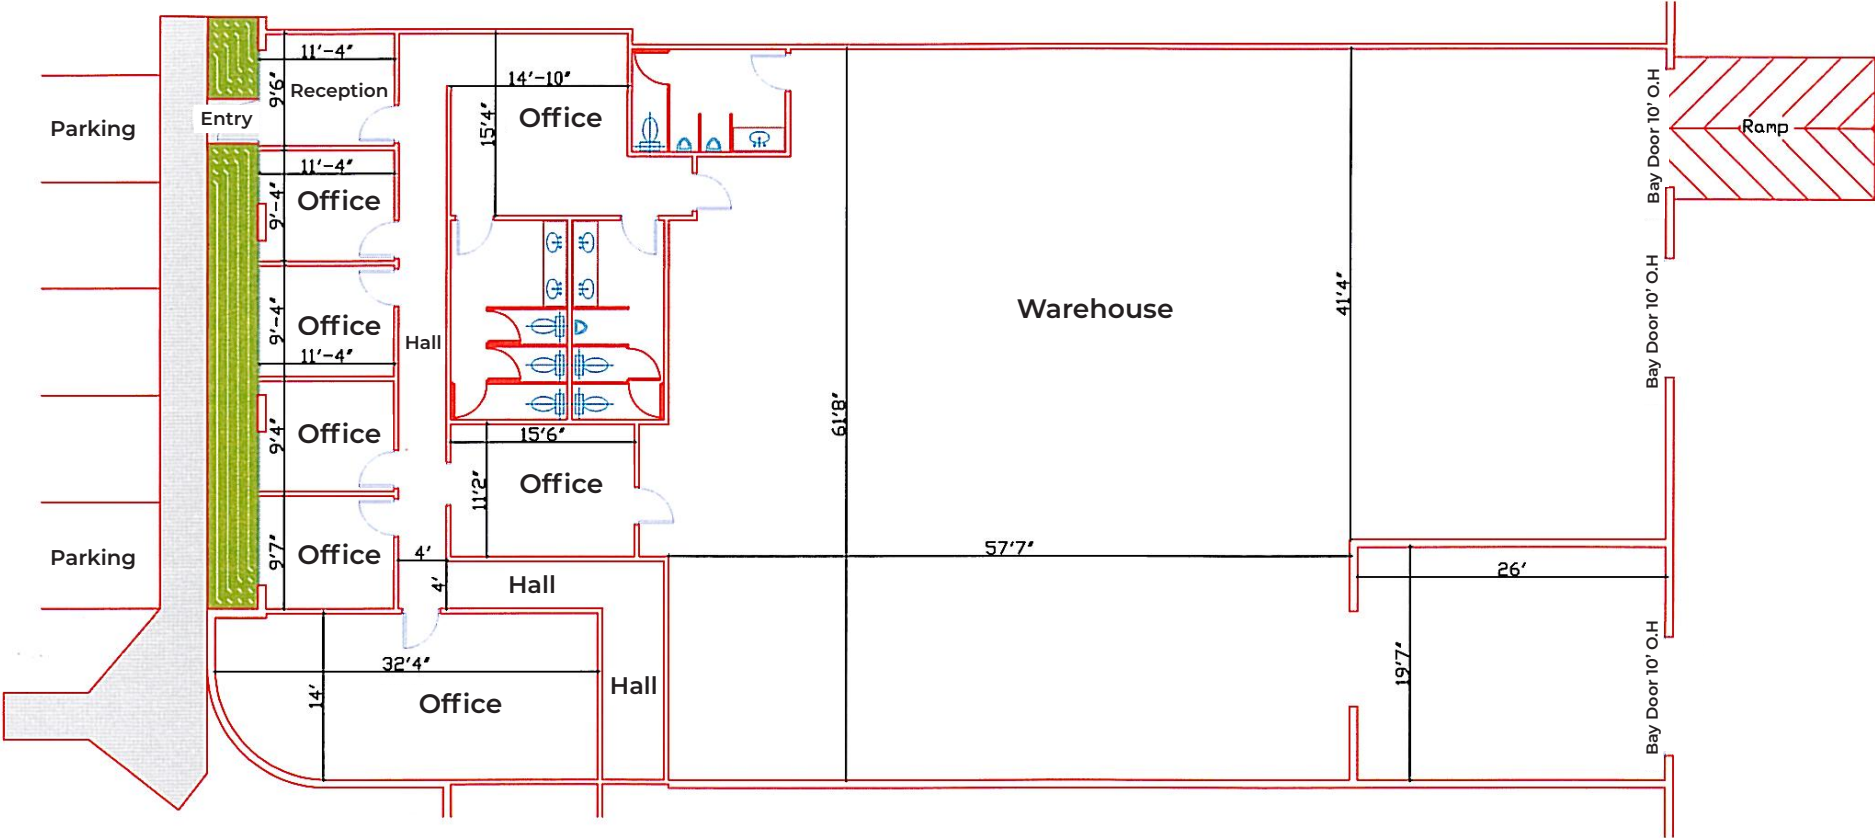 11'-4"
9'6"
Reception
Entry
Parking
11'-4"
Office
9'-4"
9'-4"
Office
11'-4"
Hall
Office
9'4"
Office
9'7"
Parking
14'-10"
15'4"
Office
15'6"
11'2"
Office
4'
4'
Hall
32'4"
14'
Office
Hall
Warehouse
61'8"
41'4"
57'7"
26'
19'7"
Bay Door 10' O.H
Ramp
Bay Door 10' O.H
Bay Door 10' O.H